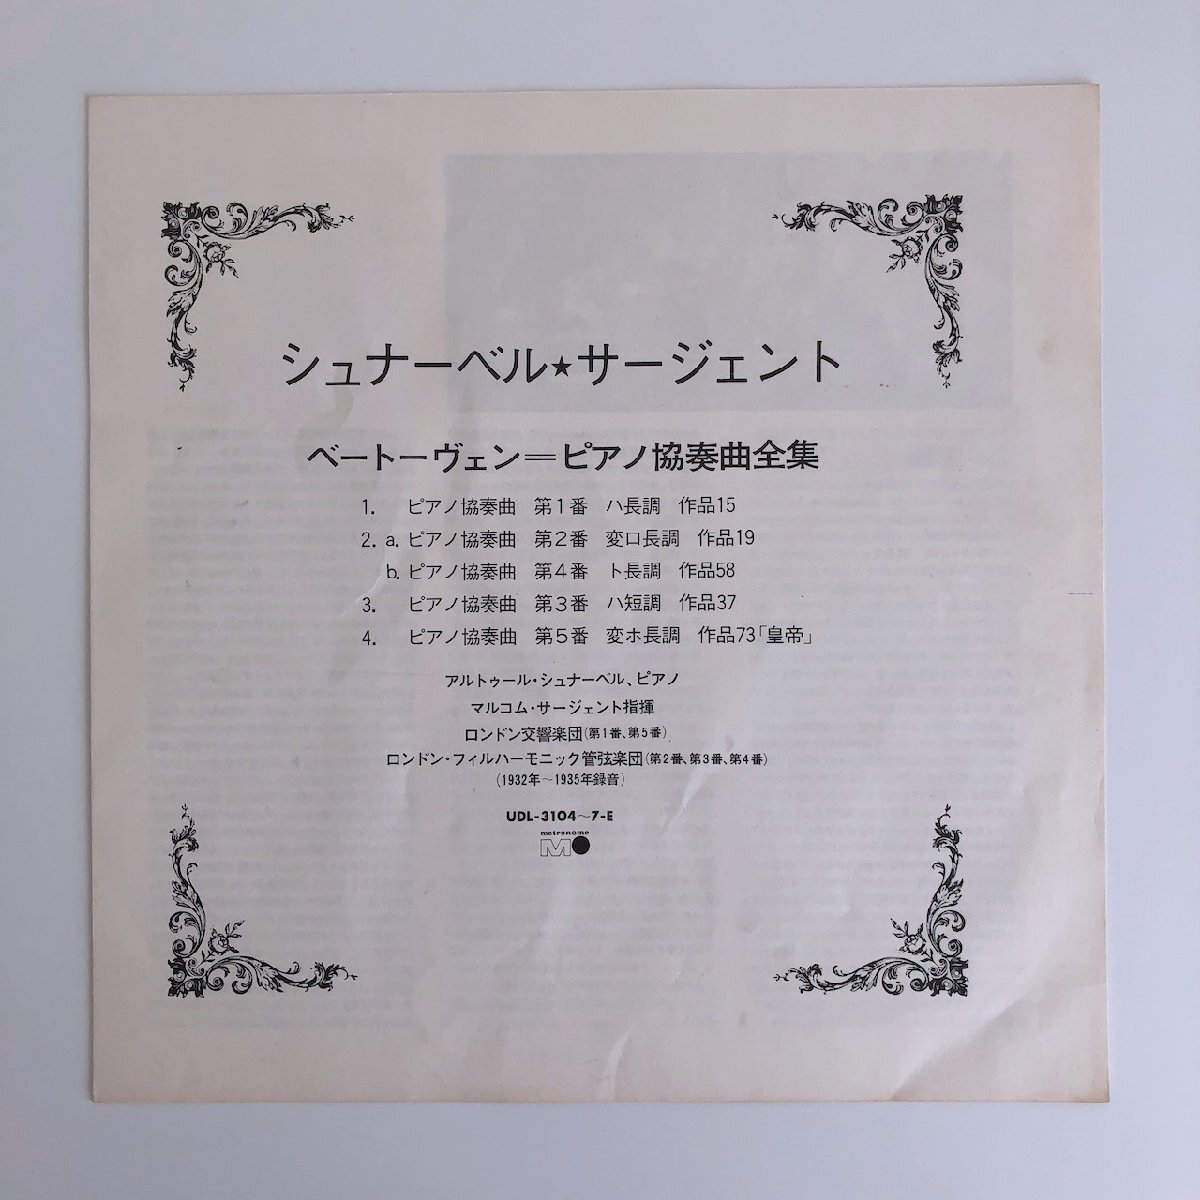 シュナーベル★サージェント
ベートーヴェン＝ピアノ協奏曲全集
1. ピアノ協奏曲 第1番 ハ長調 作品15
2. a. ピアノ協奏曲 第2番 変ロ長調 作品19
b. ピアノ協奏曲 第4番 ト長調 作品58
3. ピアノ協奏曲 第3番 ハ短調 作品37
4. ピアノ協奏曲 第5番 変ホ長調 作品73「皇帝」
アルトゥール・シュナーベル、ピアノ
マルコム・サージェント指揮
ロンドン交響楽団(第1番、第5番)
ロンドン・フィルハーモニック管弦楽団(第2番、第3番、第4番)
(1932年～1935年録音)
UDL-3104～7-E
metronome
M